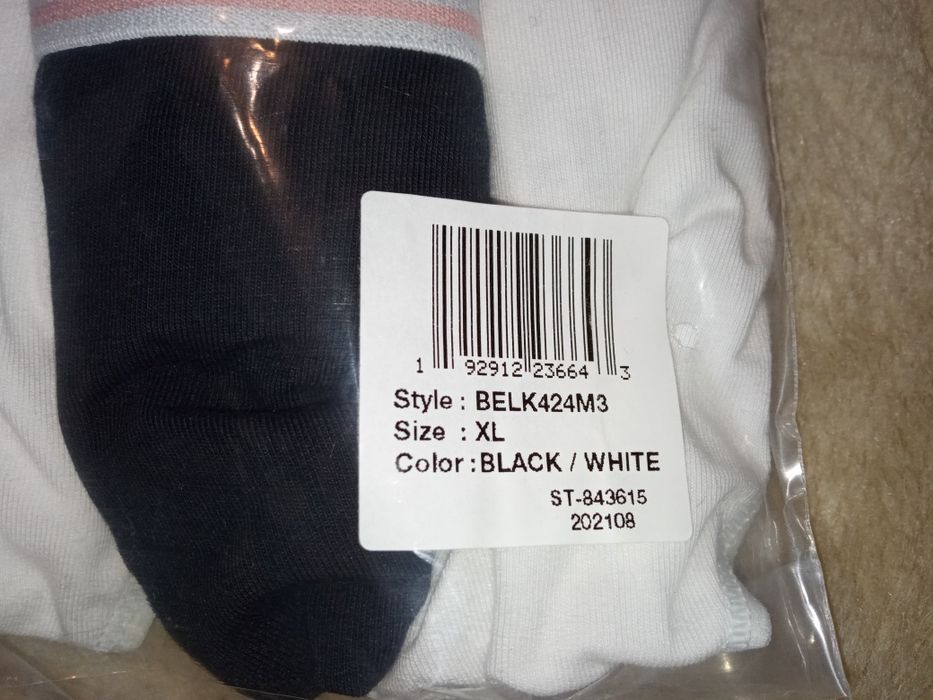 1 92912 23664 3
Style : BELK424M3
Size : XL
Color : BLACK / WHITE
ST-843615
202108